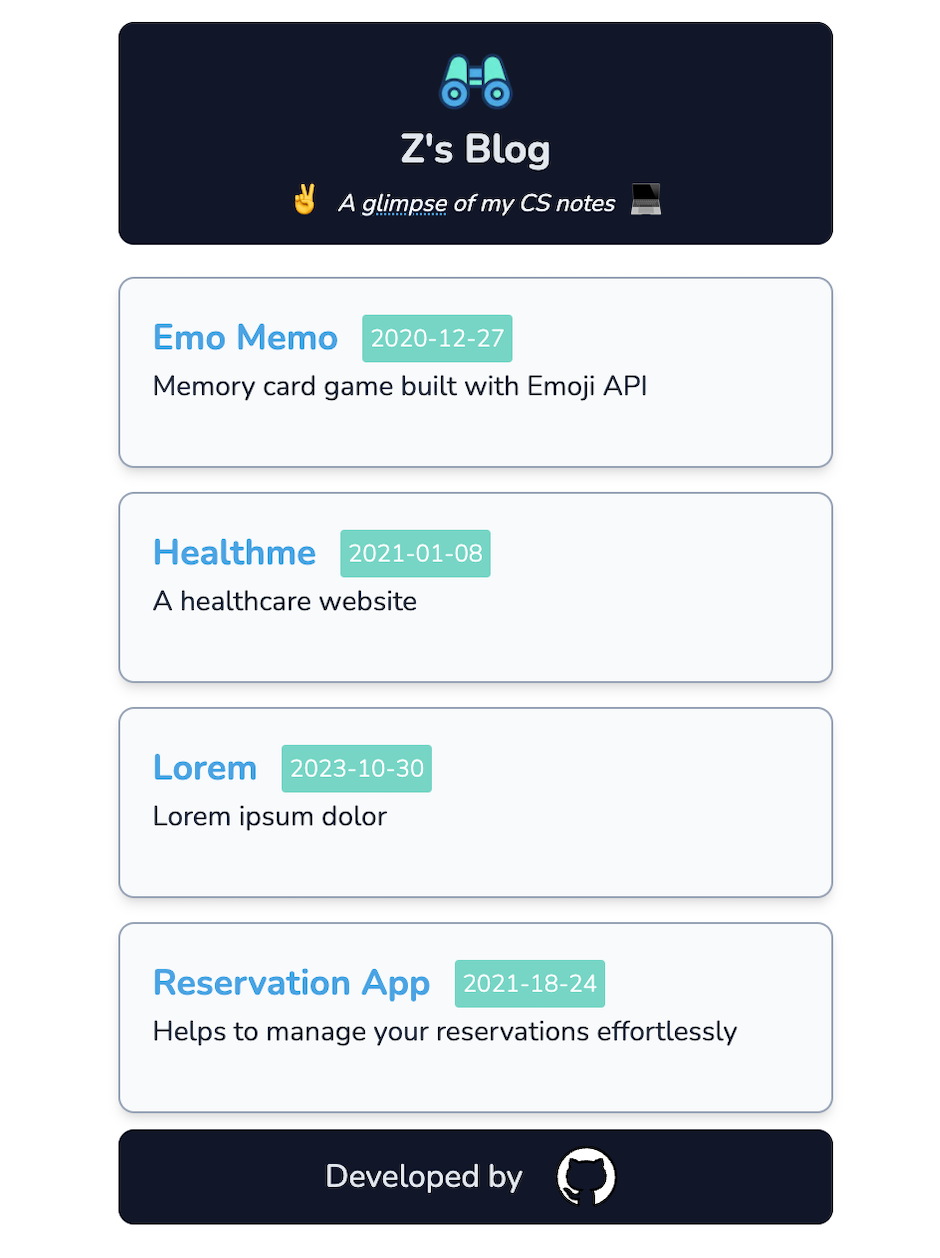 Z's Blog
✌️ A glimpse of my CS notes 💻
Emo Memo 2020-12-27
Memory card game built with Emoji API
Healthme 2021-01-08
A healthcare website
Lorem 2023-10-30
Lorem ipsum dolor
Reservation App 2021-18-24
Helps to manage your reservations effortlessly
Developed by